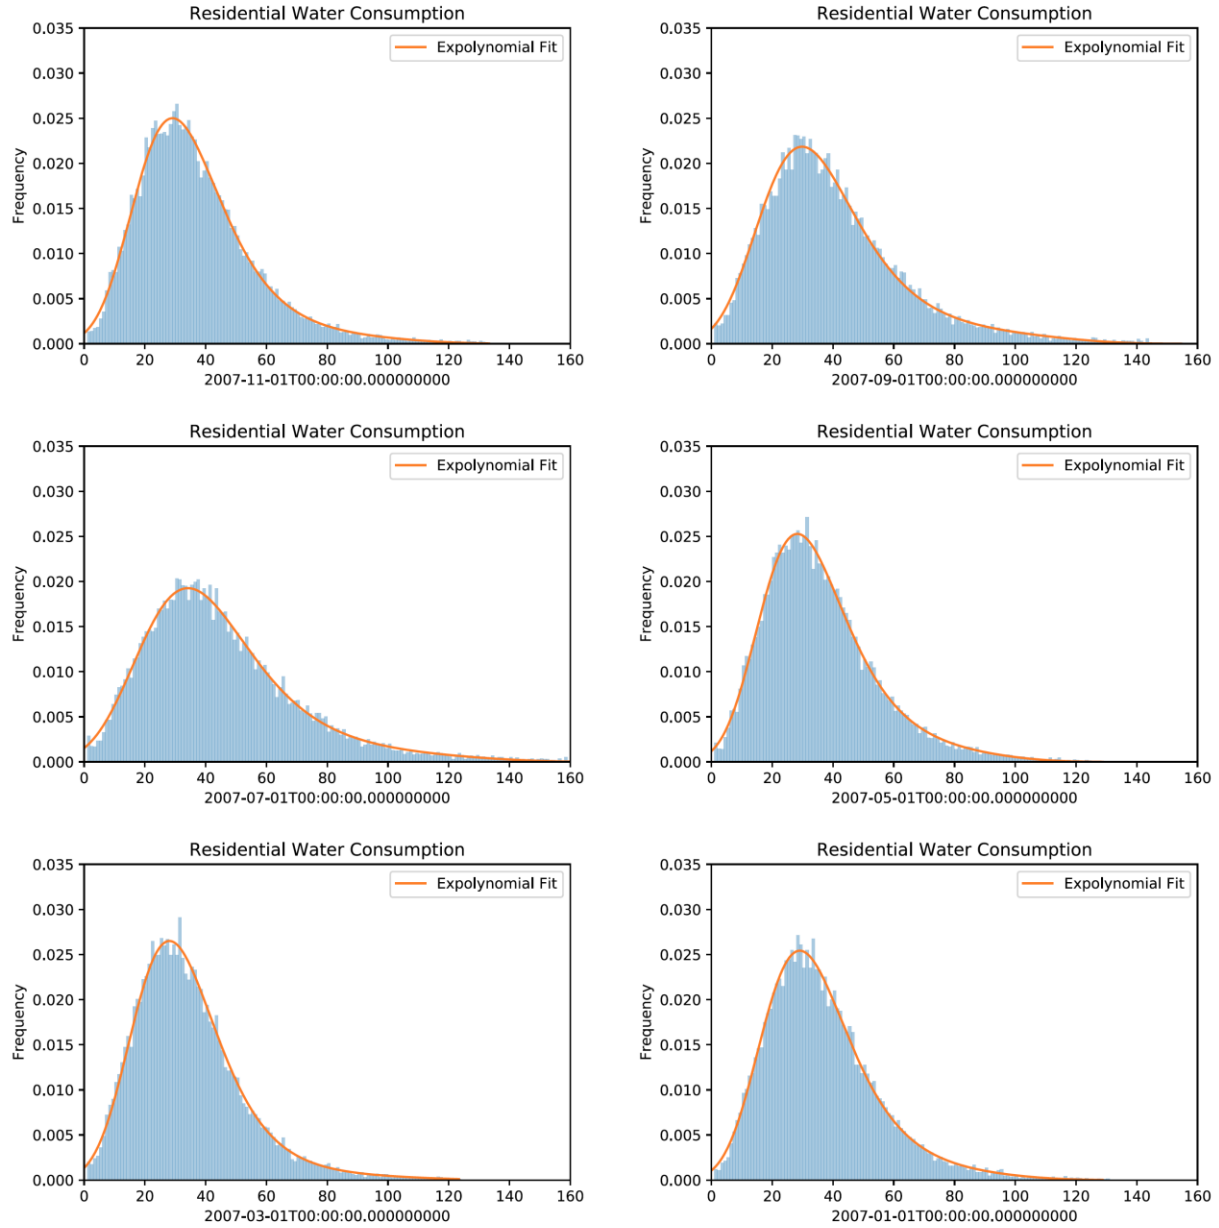 Residential Water Consumption
Expolynomial Fit
0.035
0.030
0.025
0.020
0.015
0.010
0.005
0.000
Frequency
0 20 40 60 80 100 120 140 160
2007-11-01T00:00:00.000000000
Residential Water Consumption
Expolynomial Fit
0.035
0.030
0.025
0.020
0.015
0.010
0.005
0.000
Frequency
0 20 40 60 80 100 120 140 160
2007-09-01T00:00:00.000000000
Residential Water Consumption
Expolynomial Fit
0.035
0.030
0.025
0.020
0.015
0.010
0.005
0.000
Frequency
0 20 40 60 80 100 120 140 160
2007-07-01T00:00:00.000000000
Residential Water Consumption
Expolynomial Fit
0.035
0.030
0.025
0.020
0.015
0.010
0.005
0.000
Frequency
0 20 40 60 80 100 120 140 160
2007-05-01T00:00:00.000000000
Residential Water Consumption
Expolynomial Fit
0.035
0.030
0.025
0.020
0.015
0.010
0.005
0.000
Frequency
0 20 40 60 80 100 120 140 160
2007-03-01T00:00:00.000000000
Residential Water Consumption
Expolynomial Fit
0.035
0.030
0.025
0.020
0.015
0.010
0.005
0.000
Frequency
0 20 40 60 80 100 120 140 160
2007-01-01T00:00:00.000000000